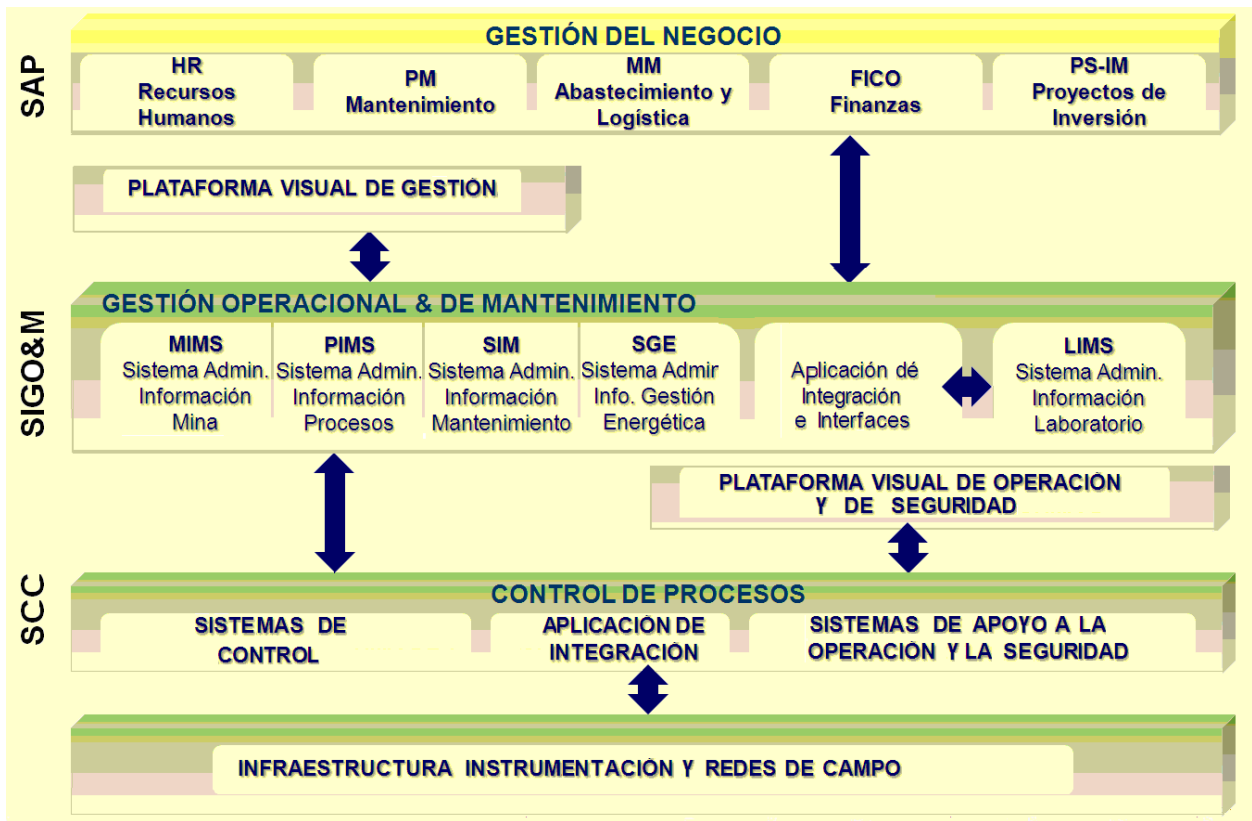 SAP
GESTIÓN DEL NEGOCIO
HR
Recursos
Humanos
PM
Mantenimiento
MM
Abastecimiento y
Logística
FICO
Finanzas
PS-IM
Proyectos de
Inversión
PLATAFORMA VISUAL DE GESTIÓN
SIGO&M
GESTIÓN OPERACIONAL & DE MANTENIMIENTO
MIMS
Sistema Admin.
Información
Mina
PIMS
Sistema Admin.
Información
Procesos
SIM
Sistema Admin.
Información
Mantenimiento
SGE
Sistema Admin
Info. Gestión
Energética
Aplicación dé
Integración
e Interfaces
LIMS
Sistema Admin.
Información
Laboratorio
PLATAFORMA VISUAL DE OPERACIÓN
Y DE SEGURIDAD
SCC
CONTROL DE PROCESOS
SISTEMAS DE
CONTROL
APLICACIÓN DE
INTEGRACIÓN
SISTEMAS DE APOYO A LA
OPERACIÓN Y LA SEGURIDAD
INFRAESTRUCTURA INSTRUMENTACIÓN Y REDES DE CAMPO